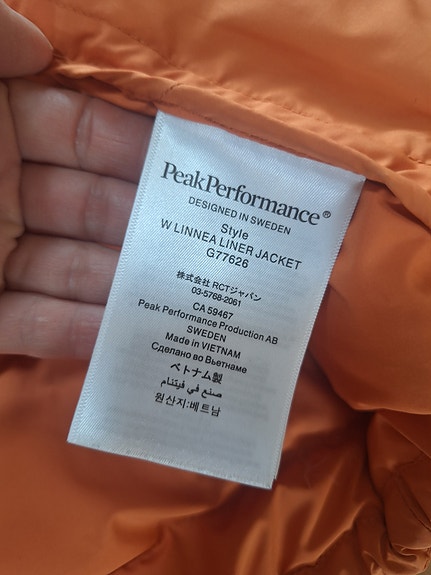 PeakPerformance®
DESIGNED IN SWEDEN
Style
W LINNEA LINER JACKET
G77626
株式会社 RCTジャパン
03-5768-2061
CA 59467
Peak Performance Production AB
SWEDEN
Made in VIETNAM
Сделано во Вьетнаме
ベトナム製
صنع في فيتنام
원산지:베트남